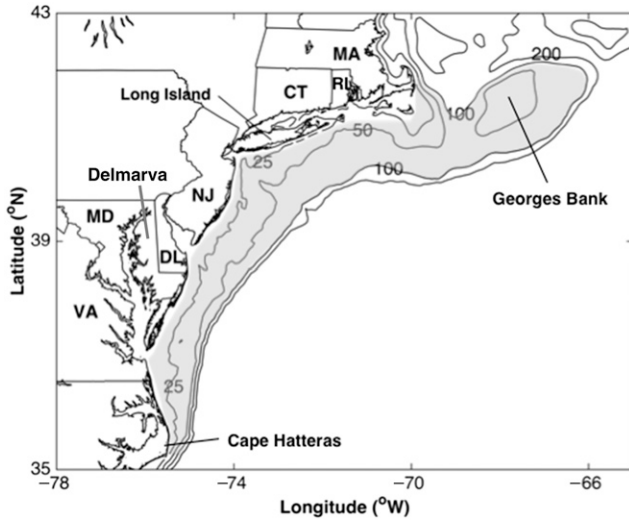 43
200
MA
CT
RI
Long Island
100
50
25
100
Delmarva
NJ
Georges Bank
MD
39
DL
VA
25
Cape Hatteras
35
−78
−74
−70
−66
Latitude (°N)
Longitude (°W)